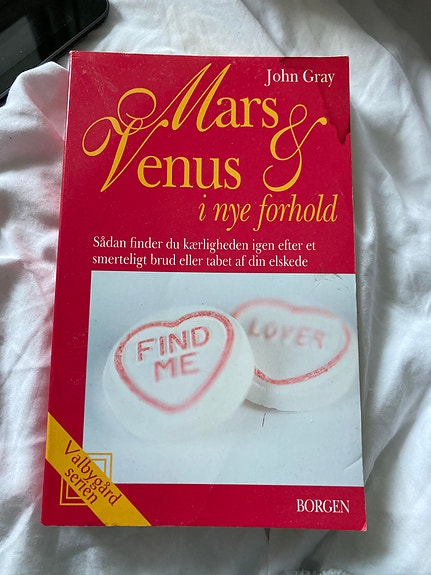 John Gray
Mars &
Venus
i nye forhold
Sådan finder du kærligheden igen efter et
smerteligt brud eller tabet af din elskede
FIND
ME
LOVER
Valbygård
serien
BORGEN